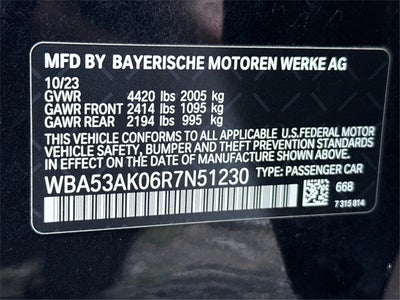 MFD BY BAYERISCHE MOTOREN WERKE AG
10/23
GVWR 4420 lbs 2005 kg
GAWR FRONT 2414 lbs 1095 kg
GAWR REAR 2194 lbs 995 kg
THIS VEHICLE CONFORMS TO ALL APPLICABLE U.S.FEDERAL MOTOR
VEHICLE SAFETY, BUMPER, AND THEFT PREVENTION STANDARDS
IN EFFECT ON THE DATE OF MANUFACTURE SHOWN ABOVE.
WBA53AK06R7N51230 TYPE: PASSENGER CAR
668
7 315 814